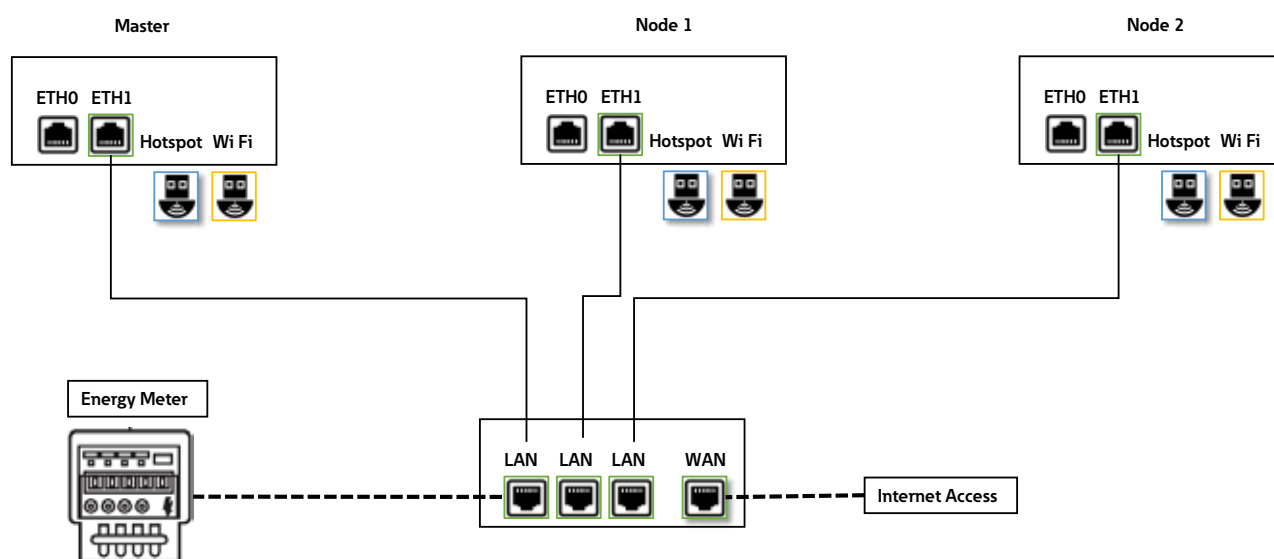 Master
Node 1
Node 2
ETH0 ETH1
Hotspot Wi Fi
ETH0 ETH1
Hotspot Wi Fi
ETH0 ETH1
Hotspot Wi Fi
Energy Meter
LAN LAN LAN WAN
Internet Access